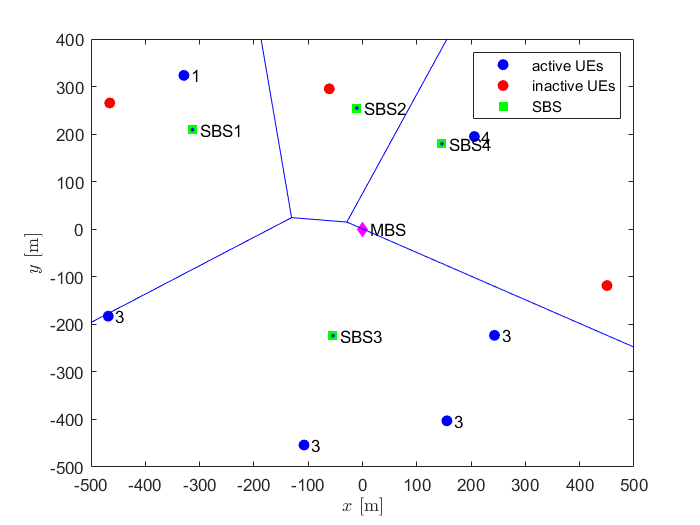 400
300
200
100
0
-100
-200
-300
-400
-500
y [m]
-500 -400 -300 -200 -100 0 100 200 300 400 500
x [m]
active UEs
inactive UEs
SBS
1
SBS1
SBS2
4
SBS4
MBS
3
SBS3
3
3
3